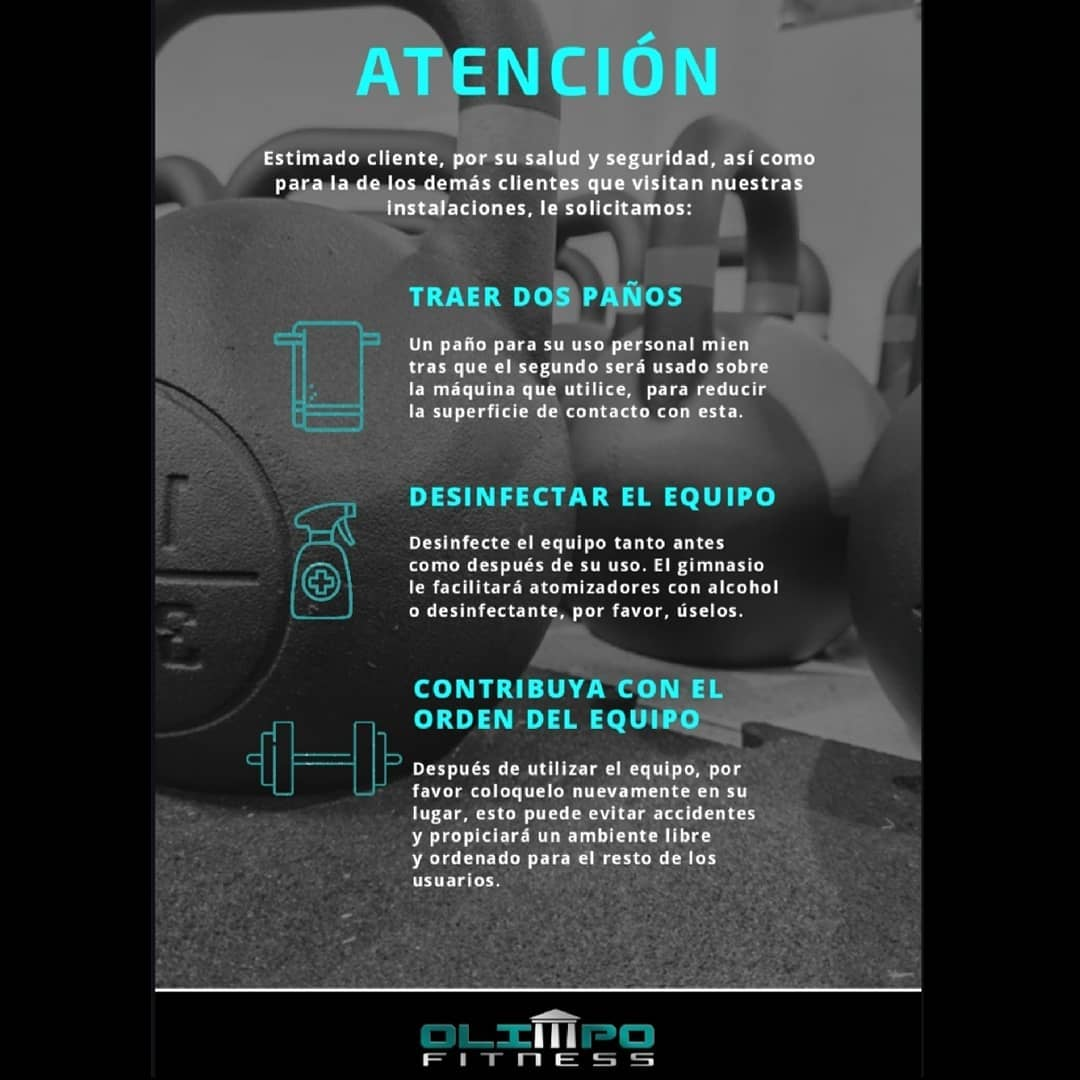 ATENCIÓN
Estimado cliente, por su salud y seguridad, así como
para la de los demás clientes que visitan nuestras
instalaciones, le solicitamos:
TRAER DOS PAÑOS
Un paño para su uso personal mien
tras que el segundo será usado sobre
la máquina que utilice, para reducir
la superficie de contacto con esta.
DESINFECTAR EL EQUIPO
Desinfecte el equipo tanto antes
como después de su uso. El gimnasio
le facilitará atomizadores con alcohol
o desinfectante, por favor, úselos.
CONTRIBUYA CON EL
ORDEN DEL EQUIPO
Después de utilizar el equipo, por
favor coloquelo nuevamente en su
lugar, esto puede evitar accidentes
y propiciará un ambiente libre
y ordenado para el resto de los
usuarios.
OLIMPO
FITNESS